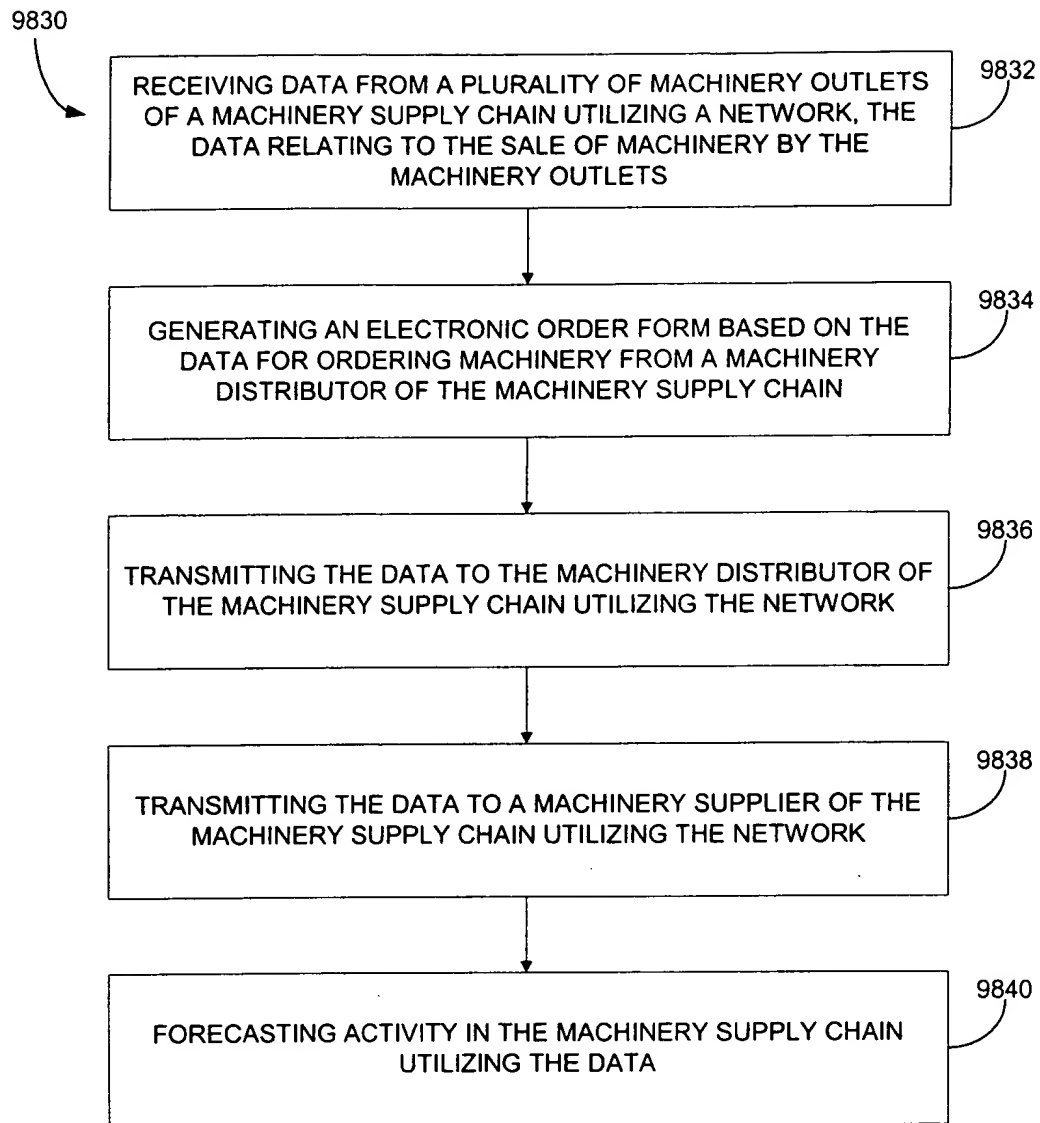 9830
RECEIVING DATA FROM A PLURALITY OF MACHINERY OUTLETS
OF A MACHINERY SUPPLY CHAIN UTILIZING A NETWORK, THE
DATA RELATING TO THE SALE OF MACHINERY BY THE
MACHINERY OUTLETS
9832
GENERATING AN ELECTRONIC ORDER FORM BASED ON THE
DATA FOR ORDERING MACHINERY FROM A MACHINERY
DISTRIBUTOR OF THE MACHINERY SUPPLY CHAIN
9834
TRANSMITTING THE DATA TO THE MACHINERY DISTRIBUTOR OF
THE MACHINERY SUPPLY CHAIN UTILIZING THE NETWORK
9836
TRANSMITTING THE DATA TO A MACHINERY SUPPLIER OF THE
MACHINERY SUPPLY CHAIN UTILIZING THE NETWORK
9838
FORECASTING ACTIVITY IN THE MACHINERY SUPPLY CHAIN
UTILIZING THE DATA
9840